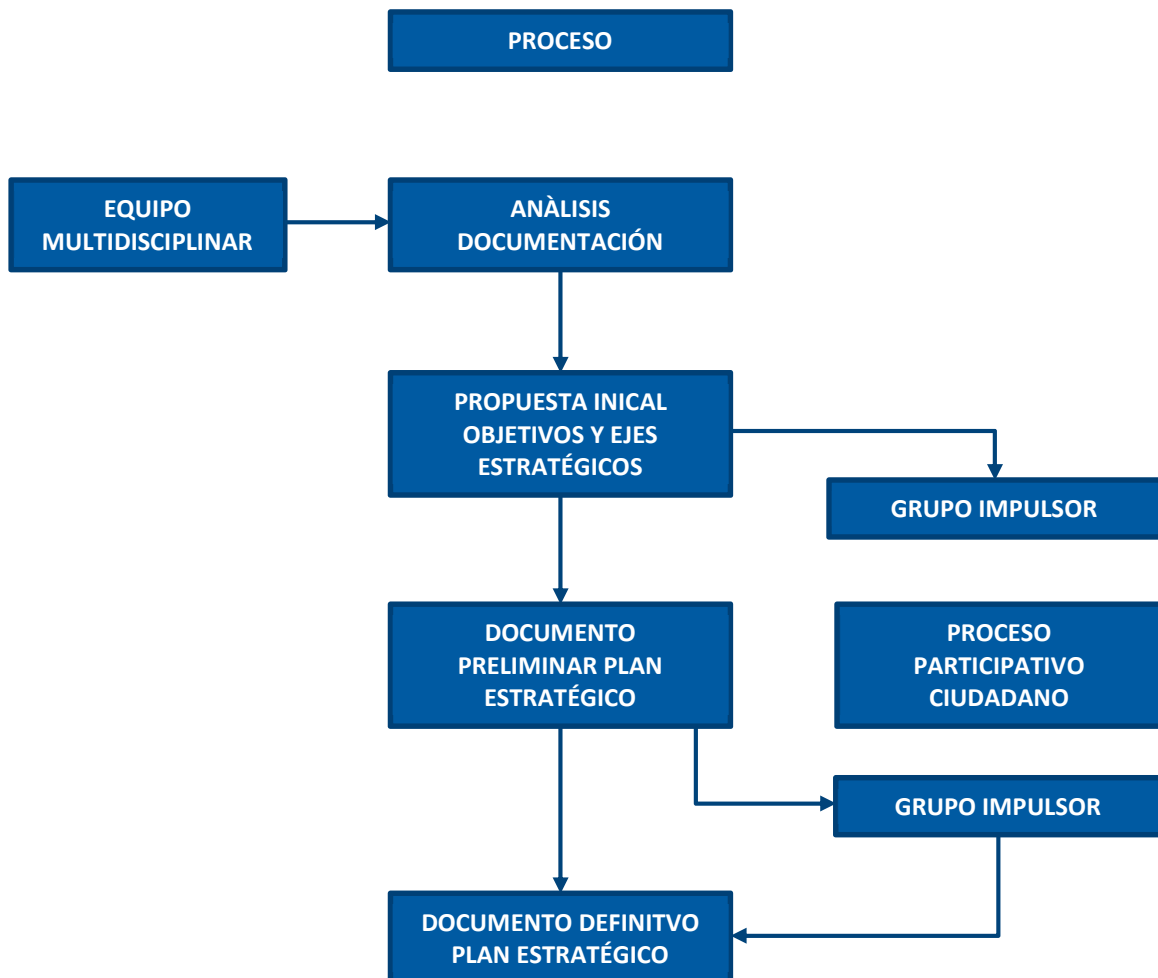 PROCESO
EQUIPO
MULTIDISCIPLINAR
ANÀLISIS
DOCUMENTACIÓN
PROPUESTA INICAL
OBJETIVOS Y EJES
ESTRATÉGICOS
GRUPO IMPULSOR
DOCUMENTO
PRELIMINAR PLAN
ESTRATÉGICO
PROCESO
PARTICIPATIVO
CIUDADANO
GRUPO IMPULSOR
DOCUMENTO DEFINITVO
PLAN ESTRATÉGICO